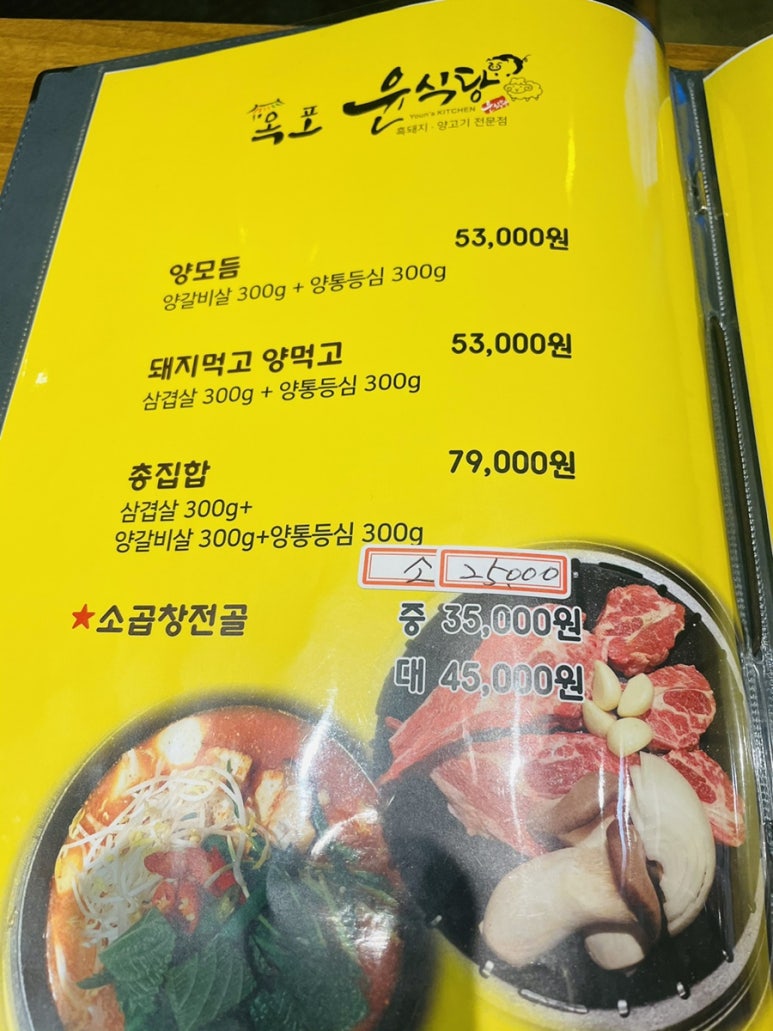 옥포 윤식당
Youn's KITCHEN
흑돼지 · 양고기 전문점
양모듬 53,000원
양갈비살 300g + 양통등심 300g
돼지먹고 양먹고 53,000원
삼겹살 300g + 양통등심 300g
총집합 79,000원
삼겹살 300g+
양갈비살 300g+양통등심 300g
소 25,000
★소곱창전골 중 35,000원
대 45,000원